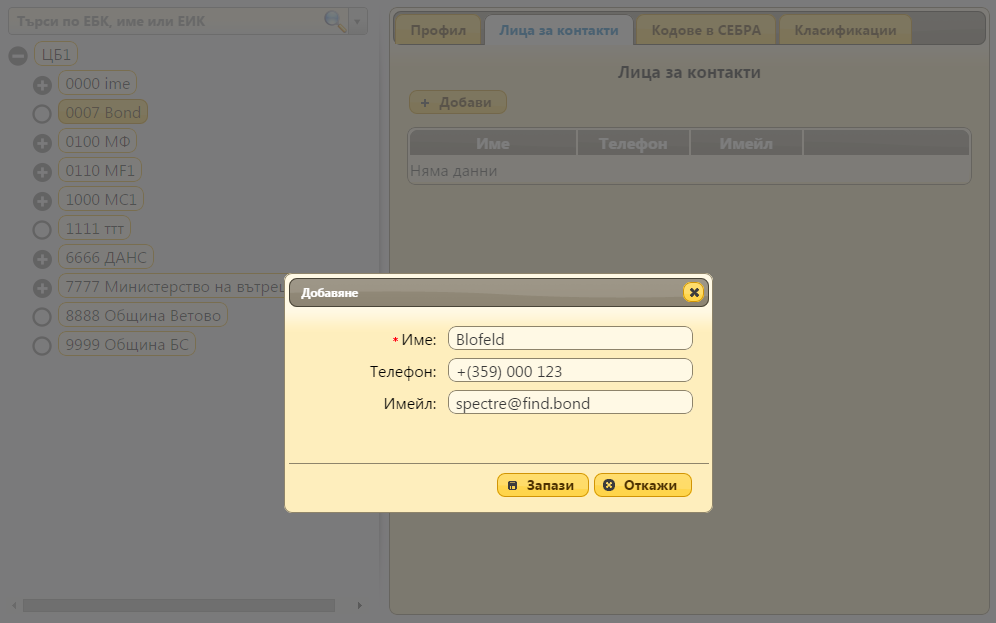 Търси по ЕБК, име или ЕИК
ЦБ1
0000 ime
0007 Bond
0100 МФ
0110 MF1
1000 МС1
1111 ттт
6666 ДАНС
7777 Министерство на вътреш
8888 Община Ветово
9999 Община БС
Профил
Лица за контакти
Кодове в СЕБРА
Класификации
Лица за контакти
+ Добави
Име Телефон Имейл
Няма данни
Добавяне
* Име: Blofeld
Телефон: +(359) 000 123
Имейл: spectre@find.bond
Запази Откажи